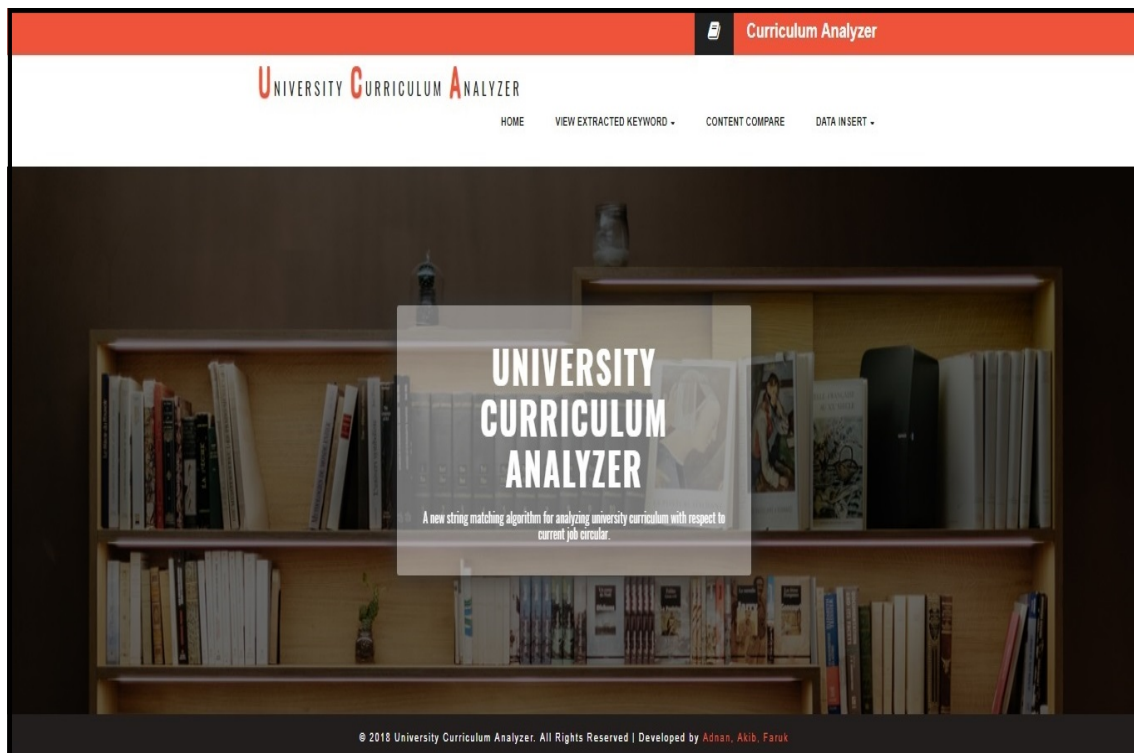 Curriculum Analyzer
UNIVERSITY CURRICULUM ANALYZER
HOME VIEW EXTRACTED KEYWORD CONTENT COMPARE DATA INSERT
UNIVERSITY
CURRICULUM
ANALYZER
A new string matching algorithm for analyzing university curriculum with respect to
current job circular.
© 2018 University Curriculum Analyzer. All Rights Reserved | Developed by Adnan, Akib, Faruk